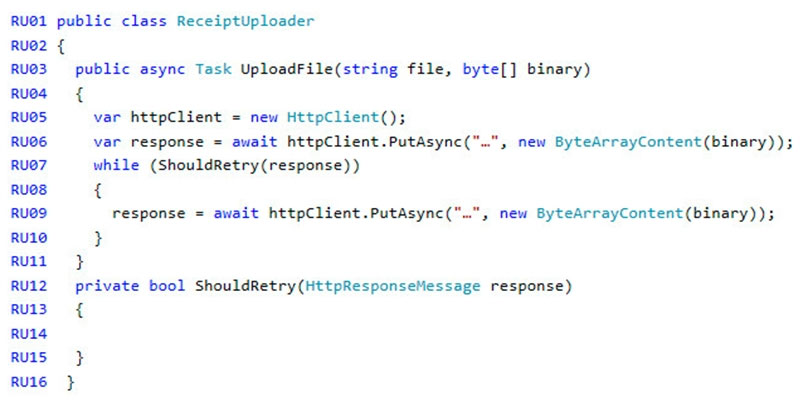 RU01 public class ReceiptUploader
RU02 {
RU03 public async Task UploadFile(string file, byte[] binary)
RU04 {
RU05 var httpClient = new HttpClient();
RU06 var response = await httpClient.PutAsync("…", new ByteArrayContent(binary));
RU07 while (ShouldRetry(response))
RU08 {
RU09 response = await httpClient.PutAsync("…", new ByteArrayContent(binary));
RU10 }
RU11 }
RU12 private bool ShouldRetry(HttpResponseMessage response)
RU13 {
RU14
RU15 }
RU16 }